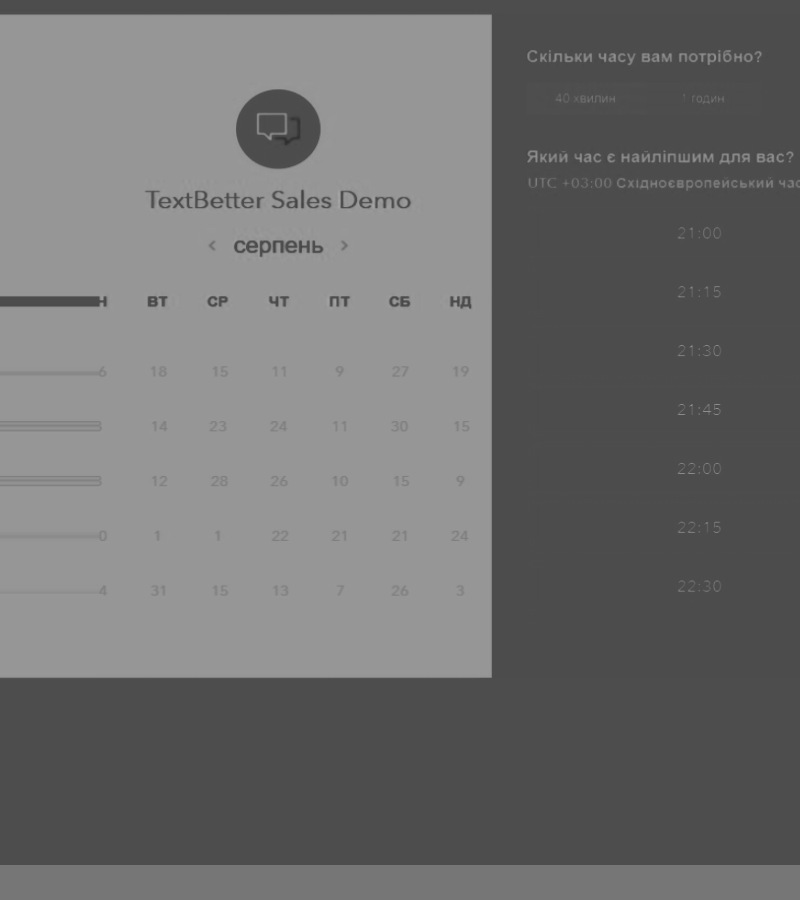 TextBetter Sales Demo
‹ серпень ›
Н ВТ СР ЧТ ПТ СБ НД
6 18 15 11 9 27 19
14 23 24 11 30 15
12 28 26 10 15 9
0 1 1 22 21 21 24
4 31 15 13 7 26 3
Скільки часу вам потрібно?
40 хвилин 1 годин
Який час є найліпшим для вас?
UTC +03:00 Східноєвропейський час
21:00
21:15
21:30
21:45
22:00
22:15
22:30